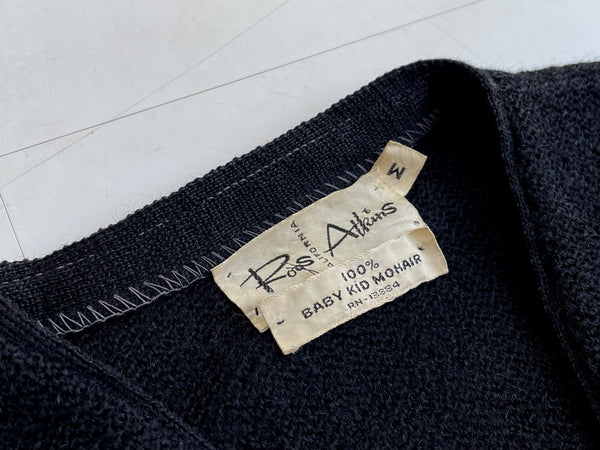 M
Ross Atkins
CALIFORNIA
100%
BABY KID MOHAIR
RN-13884